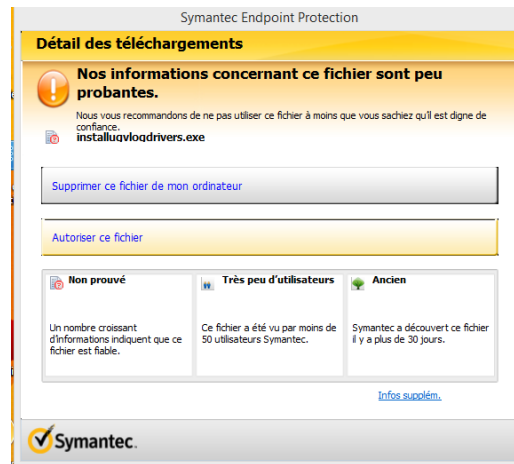 Symantec Endpoint Protection
Détail des téléchargements
Nos informations concernant ce fichier sont peu
probantes.
Nous vous recommandons de ne pas utiliser ce fichier à moins que vous sachiez qu'il est digne de
confiance.
installuqvloqdrivers.exe
Supprimer ce fichier de mon ordinateur
Autoriser ce fichier
Non prouvé
Un nombre croissant
d'informations indiquent que ce
fichier est fiable.
Très peu d'utilisateurs
Ce fichier a été vu par moins de
50 utilisateurs Symantec.
Ancien
Symantec a découvert ce fichier
il y a plus de 30 jours.
Infos supplém.
Symantec.